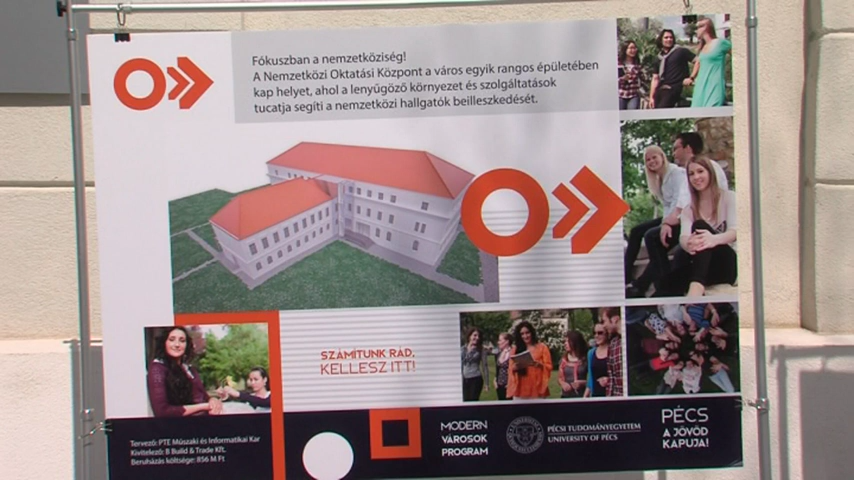 Fókuszban a nemzetköziség!
A Nemzetközi Oktatási Központ a város egyik rangos épületében
kap helyet, ahol a lenyűgöző környezet és szolgáltatások
tucatja segíti a nemzetközi hallgatók beilleszkedését.
SZÁMÍTUNK RÁD,
KELLESZ ITT!
Tervező: PTE Műszaki és Informatikai Kar
Kivitelező: B Build & Trade Kft.
Beruházás költsége: 856 M Ft
MODERN
VÁROSOK
PROGRAM
PÉCSI TUDOMÁNYEGYETEM
UNIVERSITY OF PÉCS
PÉCS
A JÖVŐD
KAPUJA!